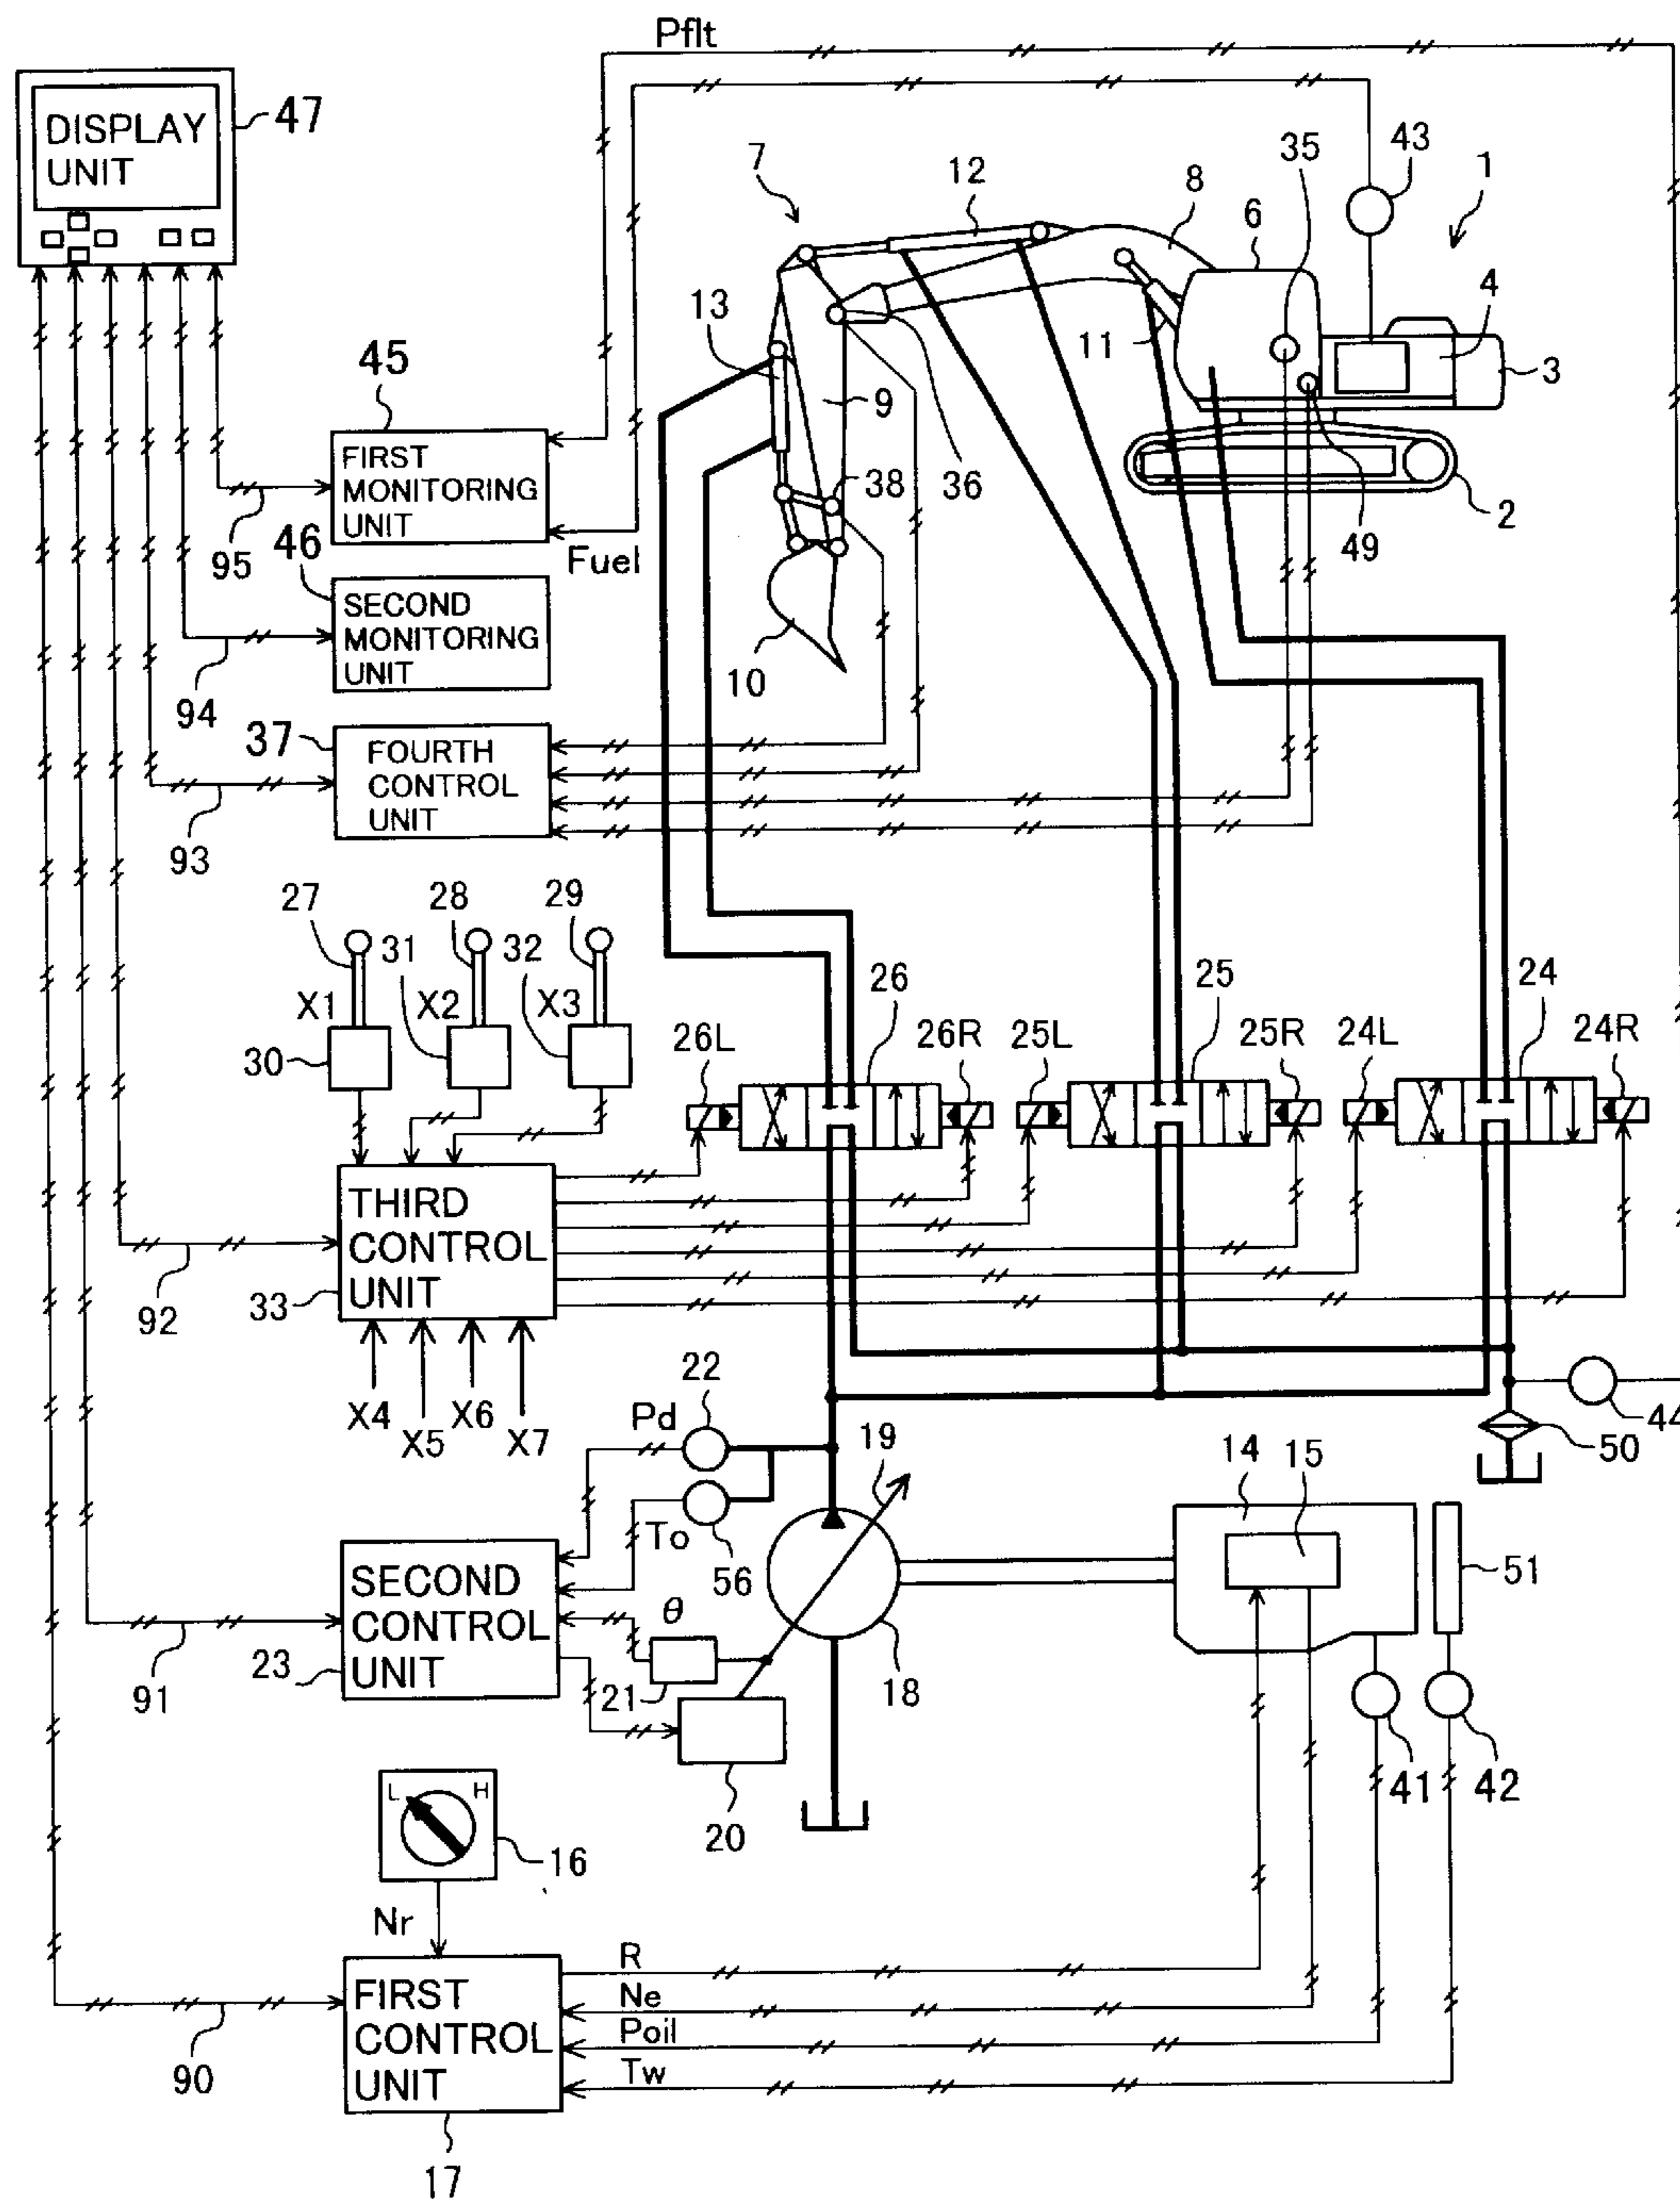 Pflt
DISPLAY
UNIT
47
7
12
8
35
43
1
6
4
3
13
11
45
9
36
38
2
49
FIRST
MONITORING
UNIT
95
Fuel
46
SECOND
MONITORING
UNIT
10
94
37
FOURTH
CONTROL
UNIT
93
27
28
29
31
32
X1
X2
X3
30
26
25
24
26L
26R
25L
25R
24L
24R
THIRD
CONTROL
UNIT
33
92
X4
X5
X6
X7
22
Pd
19
44
50
14
15
To
56
51
SECOND
CONTROL
UNIT
θ
23
91
21
18
20
41
42
L
H
16
Nr
R
Ne
Poil
Tw
FIRST
CONTROL
UNIT
90
17